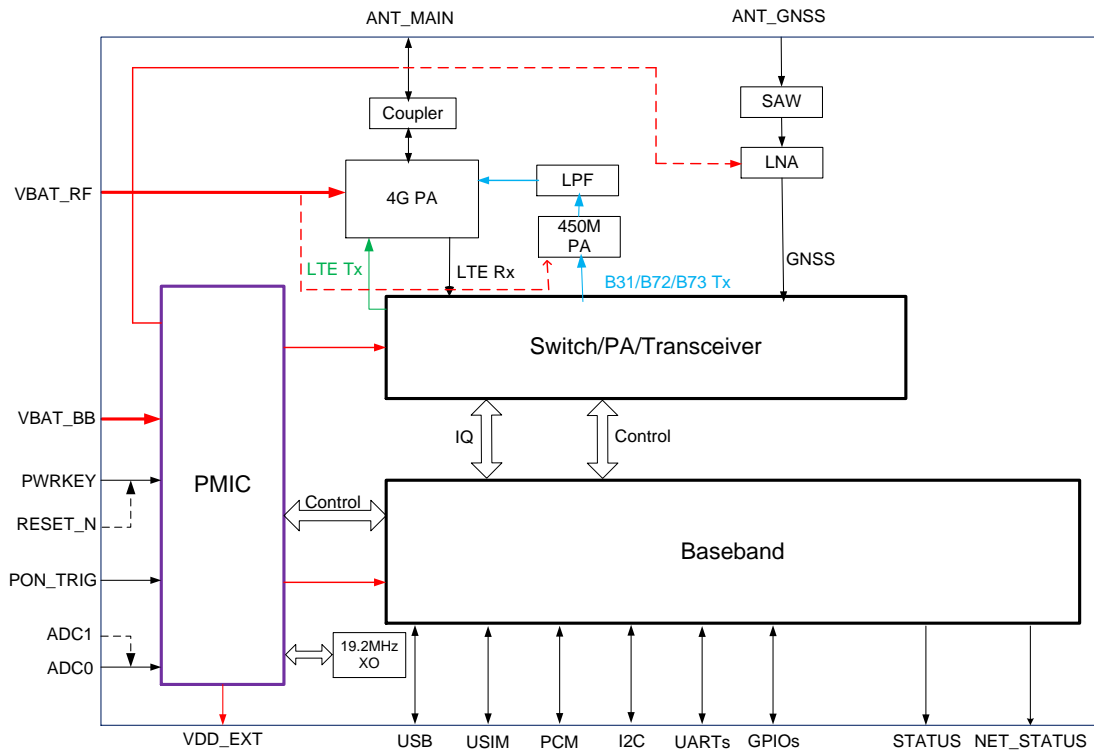 ANT_MAIN
ANT_GNSS
SAW
Coupler
LNA
VBAT_RF
4G PA
LPF
450M
PA
LTE Tx
LTE Rx
B31/B72/B73 Tx
GNSS
Switch/PA/Transceiver
VBAT_BB
IQ
Control
PWRKEY
PMIC
Control
RESET_N
Baseband
PON_TRIG
ADC1
ADC0
19.2MHz
XO
VDD_EXT
USB
USIM
PCM
I2C
UARTs
GPIOs
STATUS
NET_STATUS